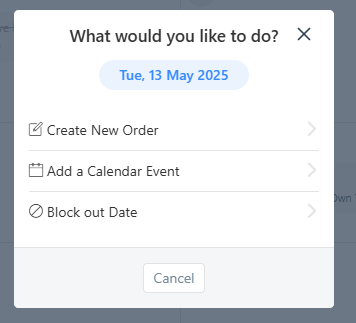 What would you like to do?
Tue, 13 May 2025
Create New Order
Add a Calendar Event
Block out Date
Own
Cancel